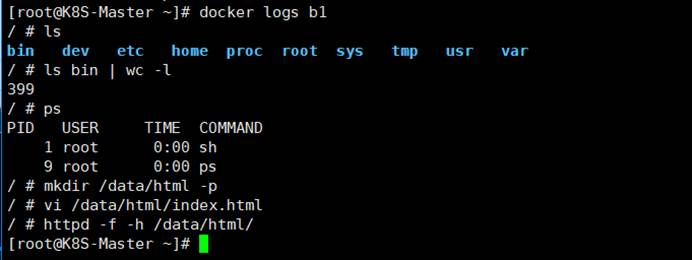 [root@K8S-Master ~]# docker logs b1
/ # ls
bin   dev   etc   home  proc  root  sys   tmp   usr   var
/ # ls bin | wc -l
399
/ # ps
PID   USER     TIME  COMMAND
    1 root      0:00 sh
    9 root      0:00 ps
/ # mkdir /data/html -p
/ # vi /data/html/index.html
/ # httpd -f -h /data/html/
[root@K8S-Master ~]#